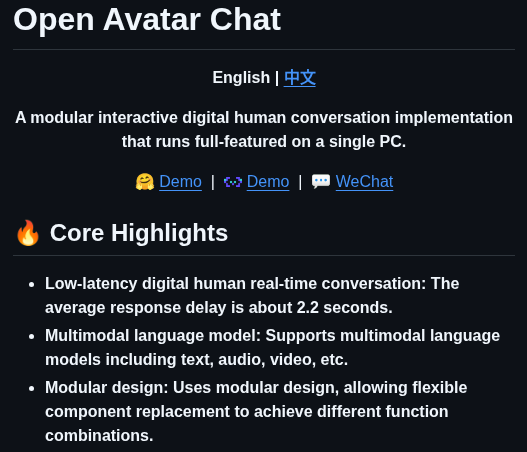 Open Avatar Chat
English | 中文
A modular interactive digital human conversation implementation
that runs full-featured on a single PC.
🤗 Demo | Demo | 💬 WeChat
🔥 Core Highlights
• Low-latency digital human real-time conversation: The
average response delay is about 2.2 seconds.
• Multimodal language model: Supports multimodal language
models including text, audio, video, etc.
• Modular design: Uses modular design, allowing flexible
component replacement to achieve different function
combinations.